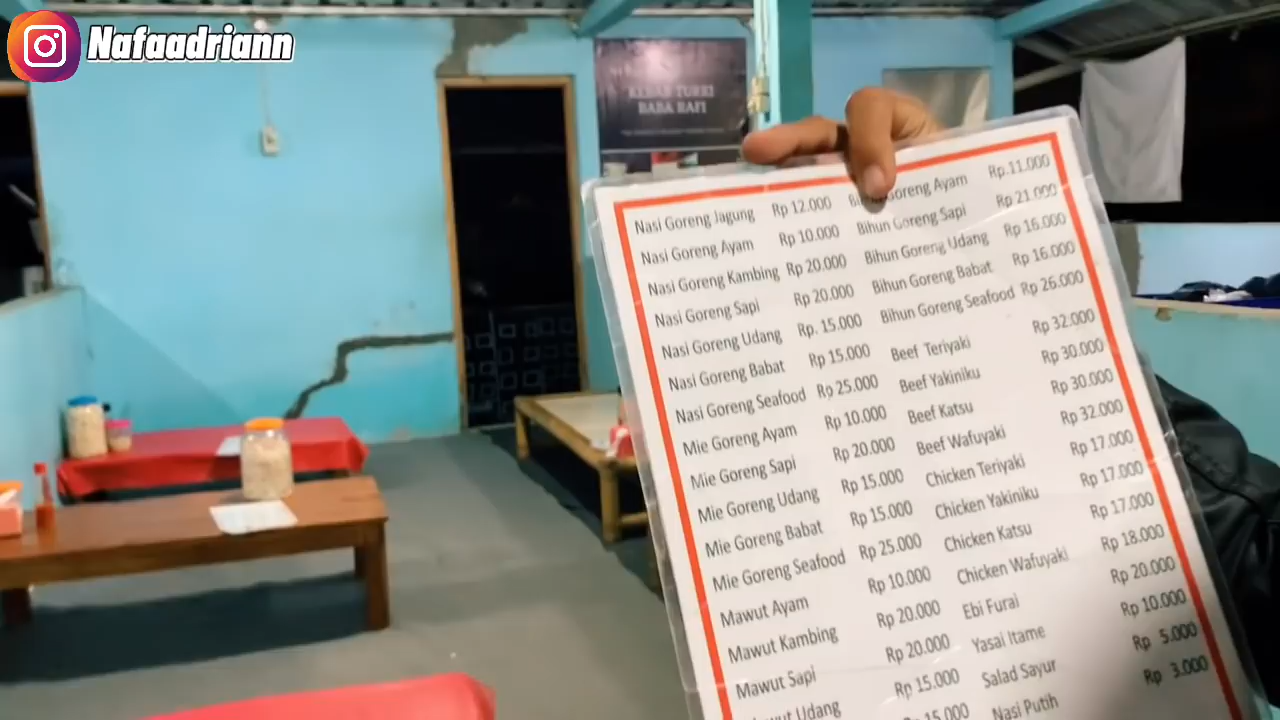 Nafaadriann
KEBAB TURKI
BABA RAFI
Nasi Goreng Jagung Rp 12.000 Goreng Ayam Rp.11.000
Nasi Goreng Ayam Rp 10.000 Bihun Goreng Sapi Rp 21.000
Nasi Goreng Kambing Rp 20.000 Bihun Goreng Udang Rp 16.000
Nasi Goreng Sapi Rp 20.000 Bihun Goreng Babat Rp 16.000
Nasi Goreng Udang Rp. 15.000 Bihun Goreng Seafood Rp 26.000
Nasi Goreng Babat Rp 15.000 Beef Teriyaki Rp 32.000
Nasi Goreng Seafood Rp 25.000 Beef Yakiniku Rp 30.000
Mie Goreng Ayam Rp 10.000 Beef Katsu Rp 30.000
Mie Goreng Sapi Rp 20.000 Beef Wafuyaki Rp 32.000
Mie Goreng Udang Rp 15.000 Chicken Teriyaki Rp 17.000
Mie Goreng Babat Rp 15.000 Chicken Yakiniku Rp 17.000
Mie Goreng Seafood Rp 25.000 Chicken Katsu Rp 17.000
Mawut Ayam Rp 10.000 Chicken Wafuyaki Rp 18.000
Mawut Kambing Rp 20.000 Ebi Furai Rp 20.000
Mawut Sapi Rp 20.000 Yasai Itame Rp 10.000
Mawut Udang Rp 15.000 Salad Sayur Rp 5.000
Rp 15.000 Nasi Putih Rp 3.000